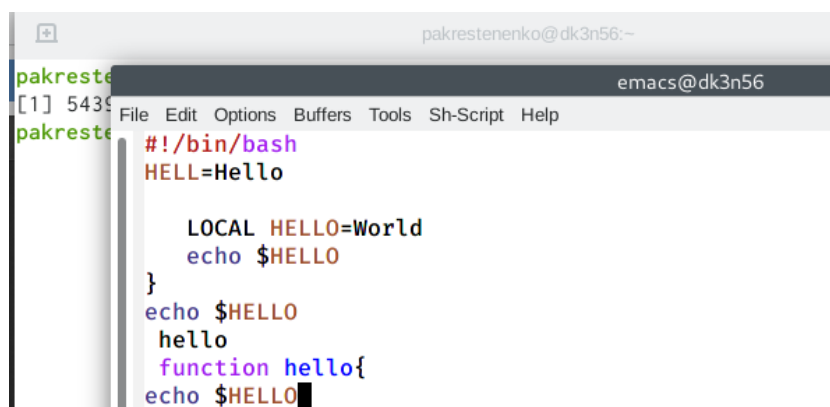 pakrestenenko@dk3n56:~
pakreste
[1] 5439
pakreste
emacs@dk3n56
File Edit Options Buffers Tools Sh-Script Help
#!/bin/bash
HELL=Hello
LOCAL HELLO=World
echo $HELLO
}
echo $HELLO
hello
function hello{
echo $HELLO